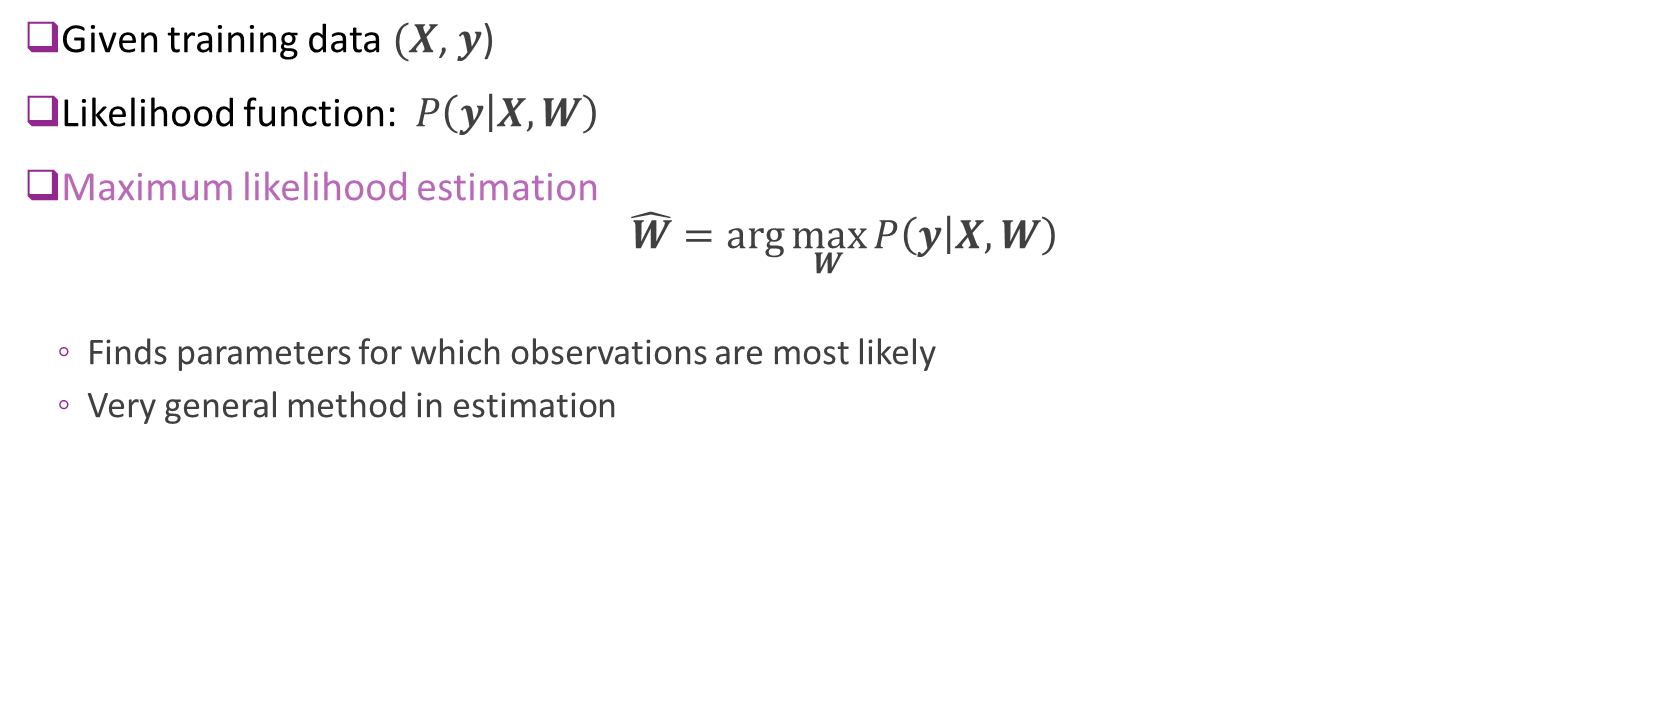 ❑Given training data (X, y)
❑Likelihood function: P(y|X, W)
❑Maximum likelihood estimation
Ŵ = arg max P(y|X, W)
W
◦ Finds parameters for which observations are most likely
◦ Very general method in estimation